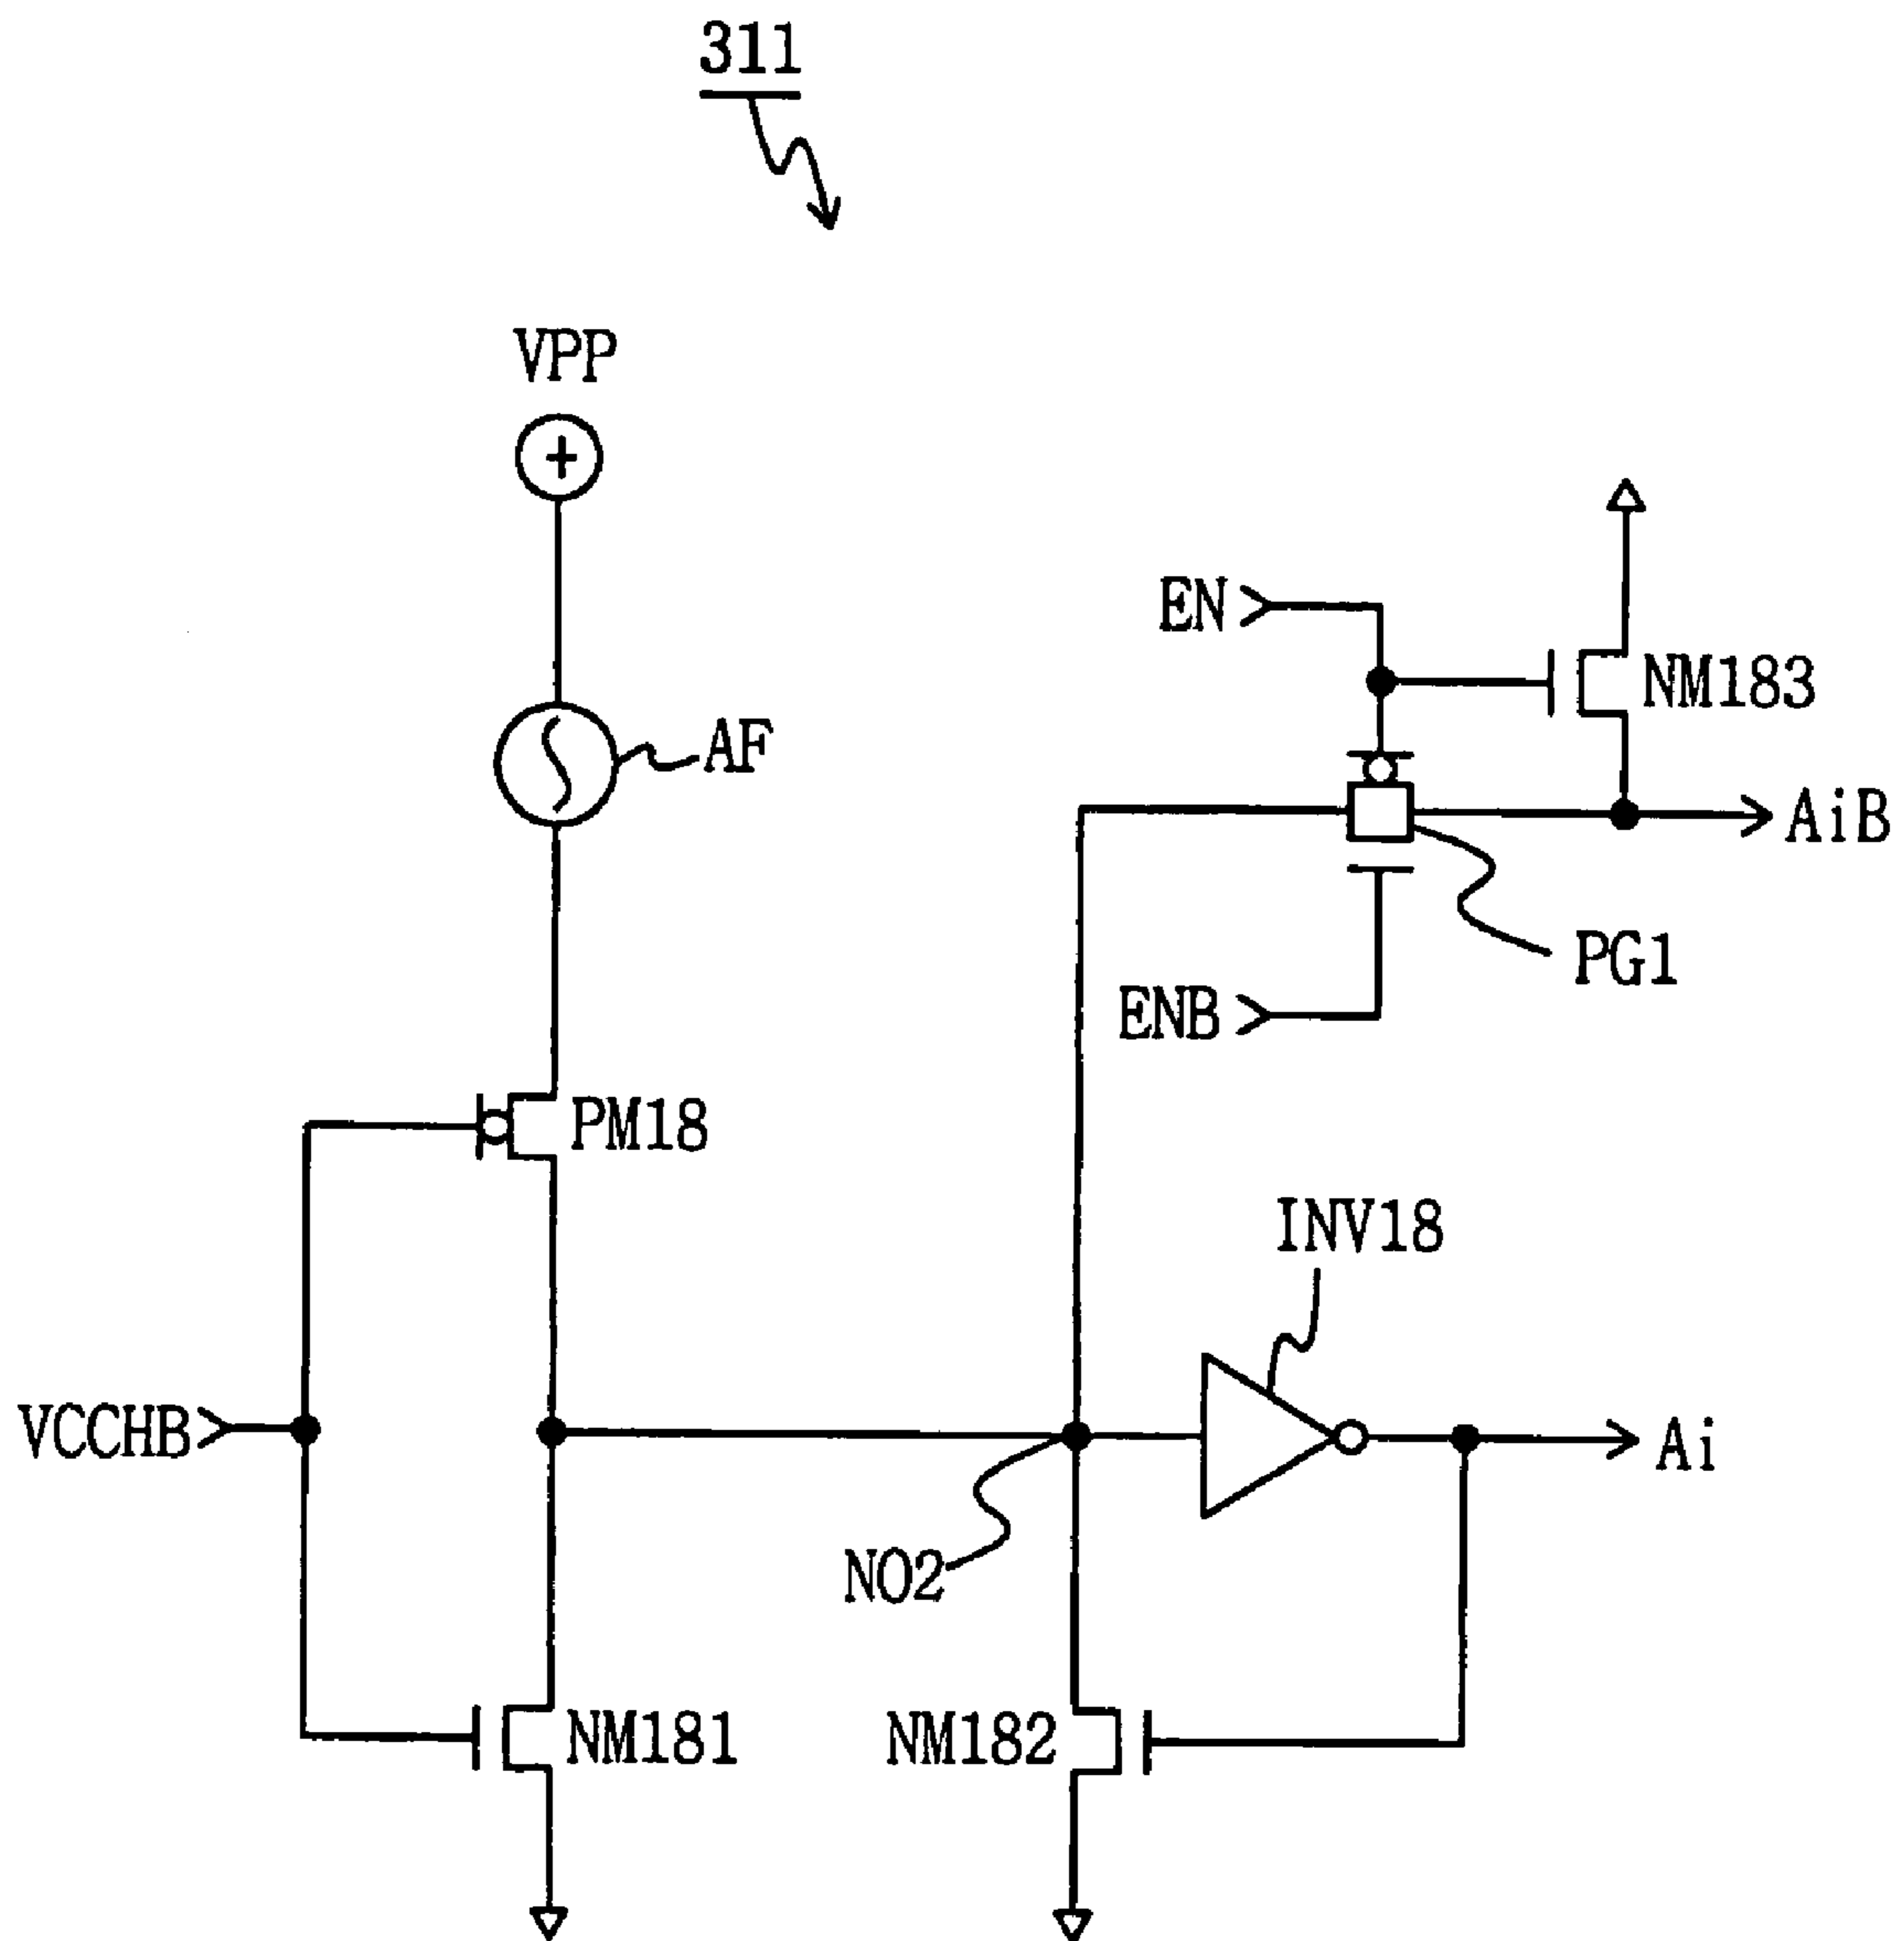 311
VPP
EN
NM183
AF
AiB
PG1
ENB
PM18
INV18
VCCHB
Ai
NO2
NM181
NM182